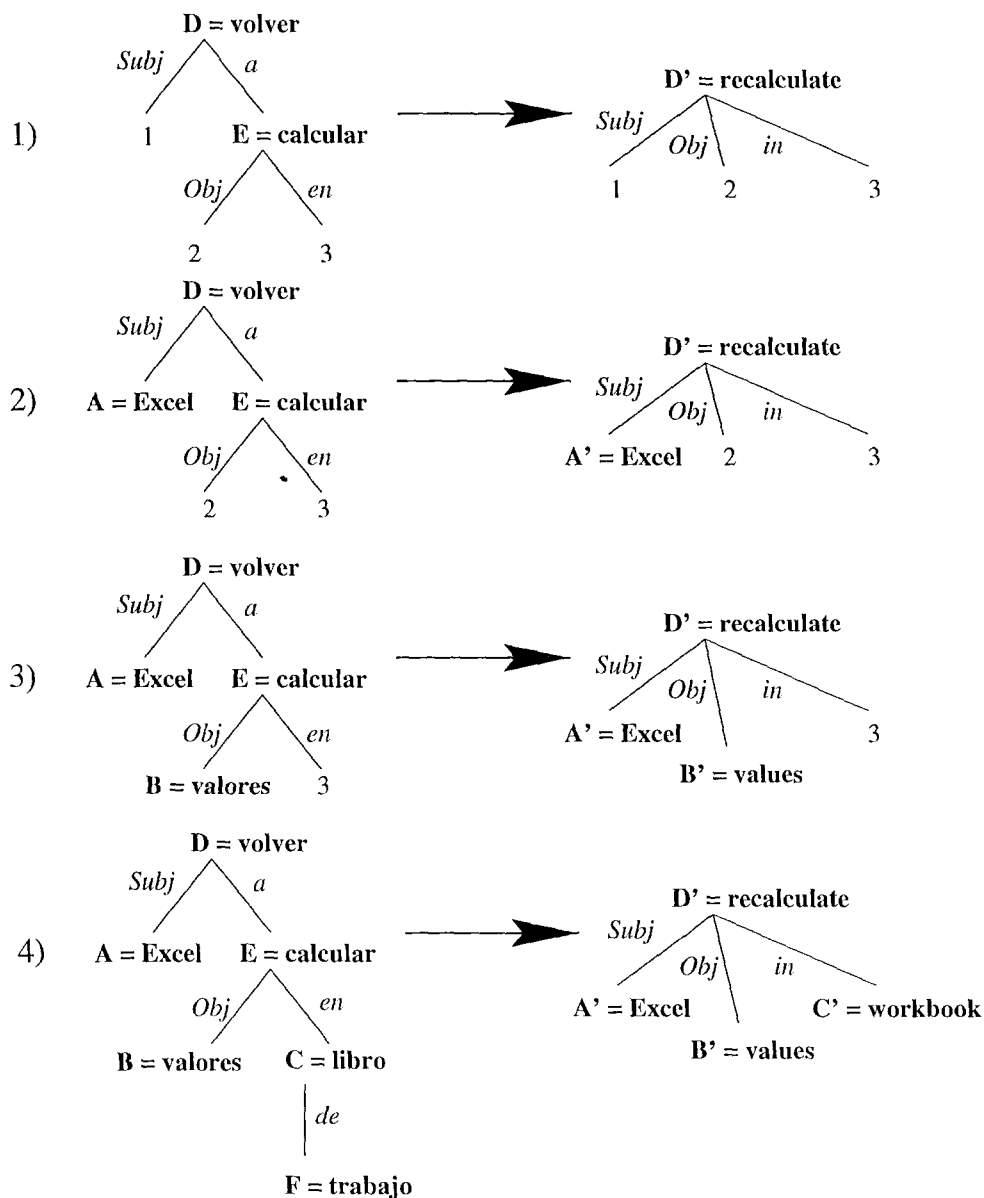 D = volver
Subj a
1) 1 E = calcular
Obj en
2 3
D' = recalculate
Subj Obj in
1 2 3
D = volver
Subj a
2) A = Excel E = calcular
Obj en
2 3
D' = recalculate
Subj Obj in
A' = Excel 2 3
D = volver
Subj a
3) A = Excel E = calcular
Obj en
B = valores 3
D' = recalculate
Subj Obj in
A' = Excel 3
B' = values
D = volver
Subj a
4) A = Excel E = calcular
Obj en
B = valores C = libro
de
F = trabajo
D' = recalculate
Subj Obj in
A' = Excel C' = workbook
B' = values